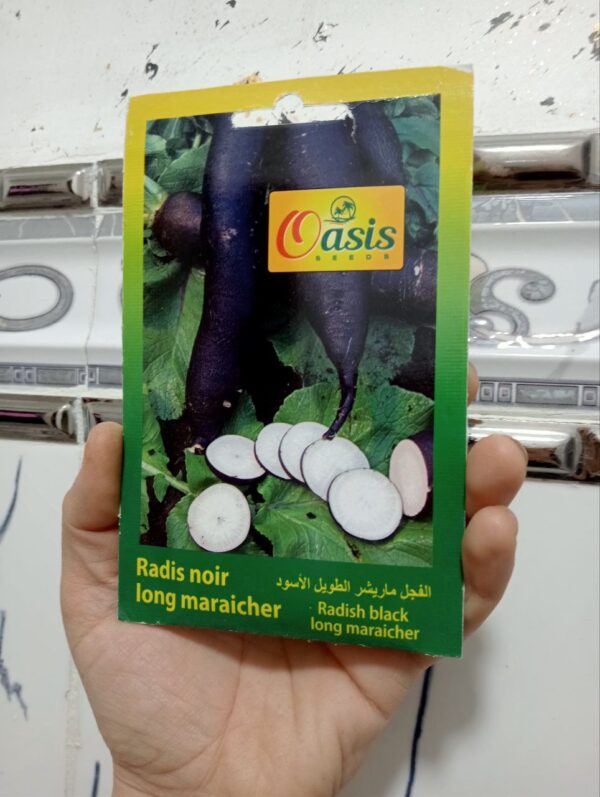 Oasis
SEEDS
Radis noir
long maraicher
الفجل ماريشر الطويل الأسود
Radish black
long maraicher